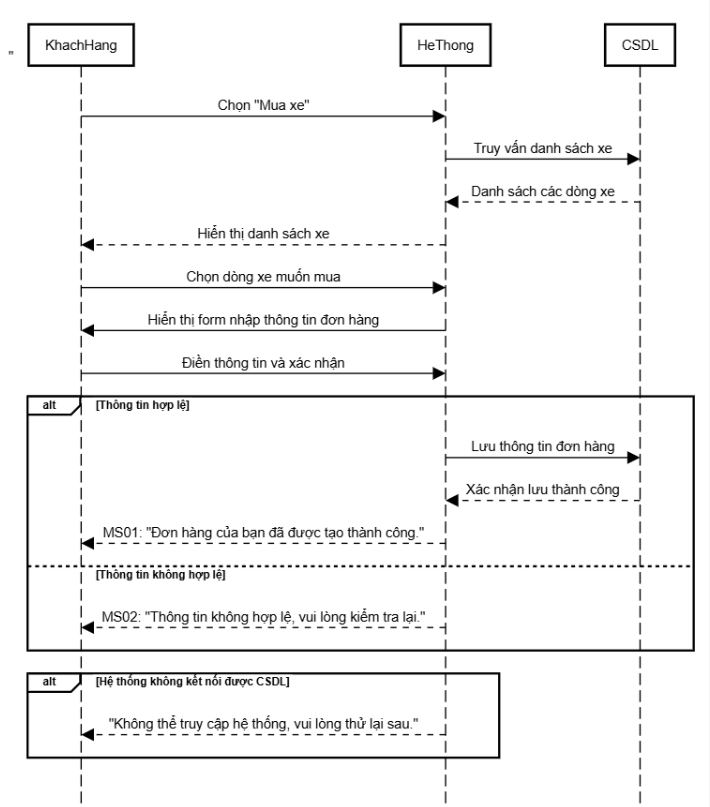 "
KhachHang
HeThong
CSDL
Chọn "Mua xe"
Truy vấn danh sách xe
Danh sách các dòng xe
Hiển thị danh sách xe
Chọn dòng xe muốn mua
Hiển thị form nhập thông tin đơn hàng
Điền thông tin và xác nhận
alt
[Thông tin hợp lệ]
Lưu thông tin đơn hàng
Xác nhận lưu thành công
MS01: "Đơn hàng của bạn đã được tạo thành công."
[Thông tin không hợp lệ]
MS02: "Thông tin không hợp lệ, vui lòng kiểm tra lại."
alt
[Hệ thống không kết nối được CSDL]
"Không thể truy cập hệ thống, vui lòng thử lại sau."